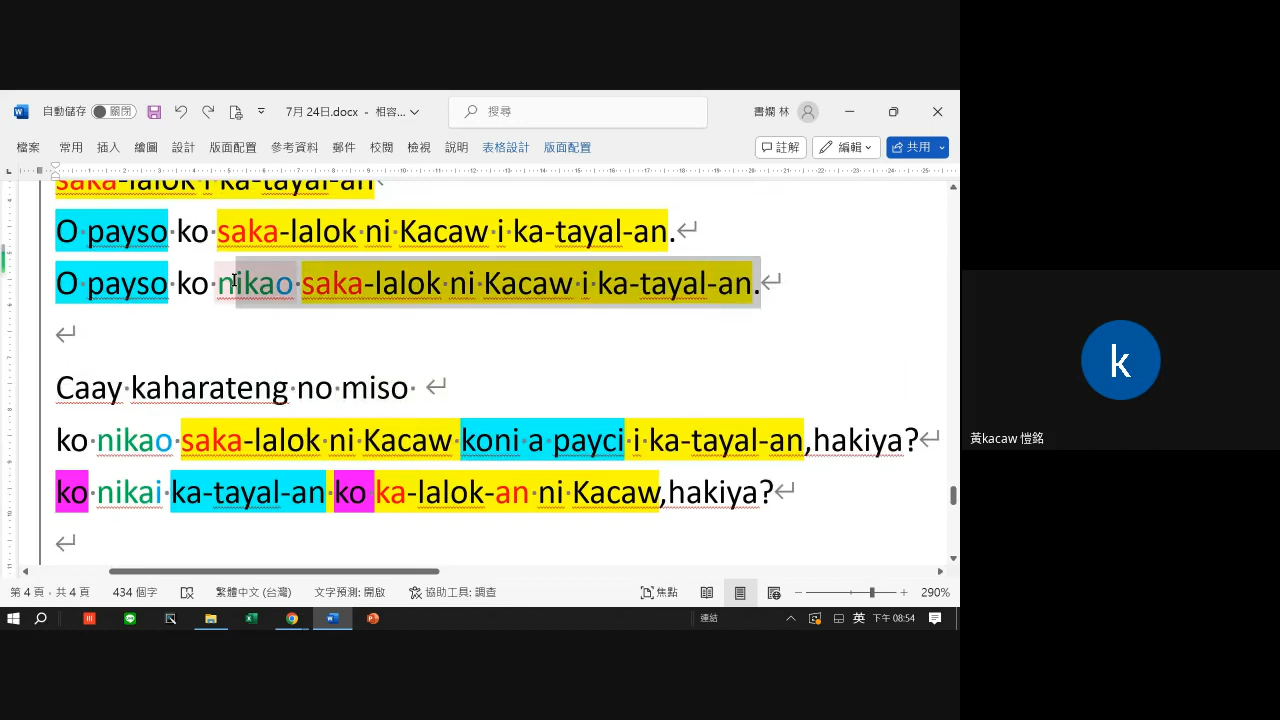 自動儲存 關閉 7月 24日.docx - 相容... 搜尋 書嫻 林
檔案 常用 插入 繪圖 設計 版面配置 參考資料 郵件 校閱 檢視 說明 表格設計 版面配置 註解 編輯 共用
saka-lalok i ka-tayal-an
O payso ko saka-lalok ni Kacaw i ka-tayal-an.
O payso ko nikao saka-lalok ni Kacaw i ka-tayal-an.
Caay kaharateng no miso
ko nikao saka-lalok ni Kacaw koni a payci i ka-tayal-an,hakiya?
ko nikai ka-tayal-an ko ka-lalok-an ni Kacaw,hakiya?
k
黃kacaw 愷銘
第 4 頁，共 4 頁 434 個字 繁體中文 (台灣) 文字預測: 開啟 協助工具: 調查 焦點 290%
連結 英 下午 08:54